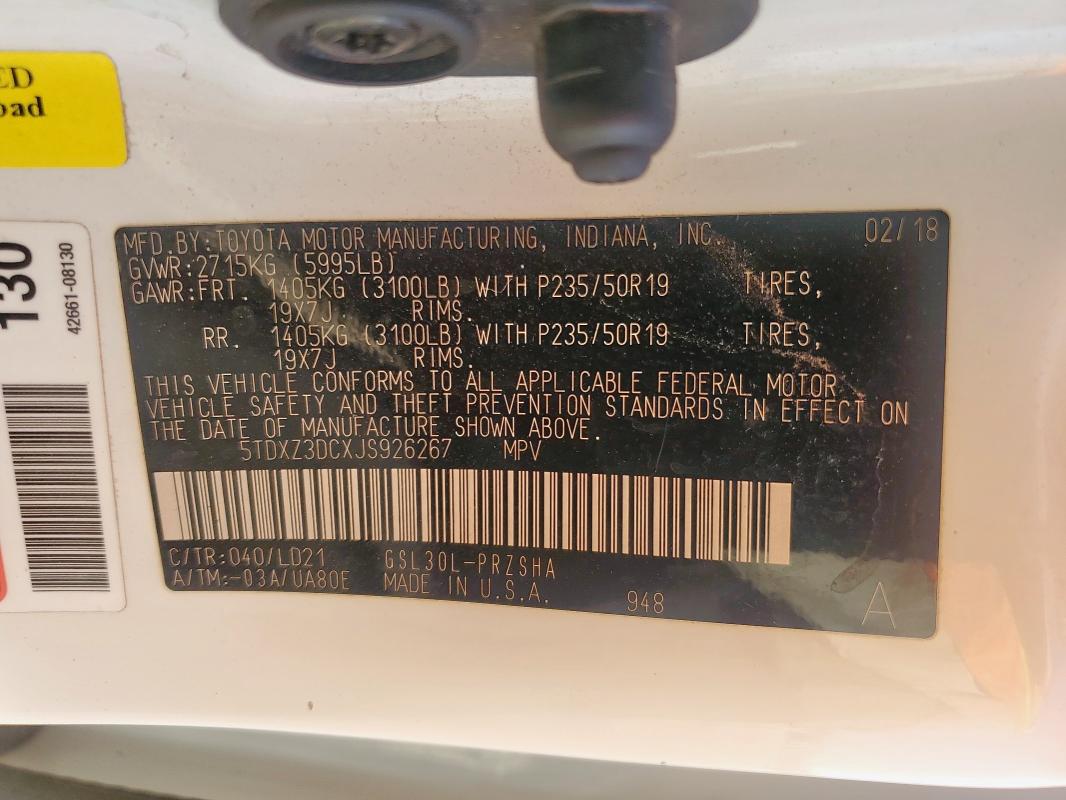 ED
oad
130
42661-08130
MFD.BY:TOYOTA MOTOR MANUFACTURING, INDIANA, INC. 02/18
GVWR:2715KG (5995LB)
GAWR:FRT. 1405KG (3100LB) WITH P235/50R19 TIRES,
19X7J RIMS.
RR. 1405KG (3100LB) WITH P235/50R19 TIRES,
19X7J RIMS.
THIS VEHICLE CONFORMS TO ALL APPLICABLE FEDERAL MOTOR
VEHICLE SAFETY AND THEFT PREVENTION STANDARDS IN EFFECT ON
THE DATE OF MANUFACTURE SHOWN ABOVE.
5TDXZ3DCXJS926267 MPV
C/TR:040/LD21 GSL30L-PRZSHA
A/TM:-03A/UA80E MADE IN U.S.A. 948 A